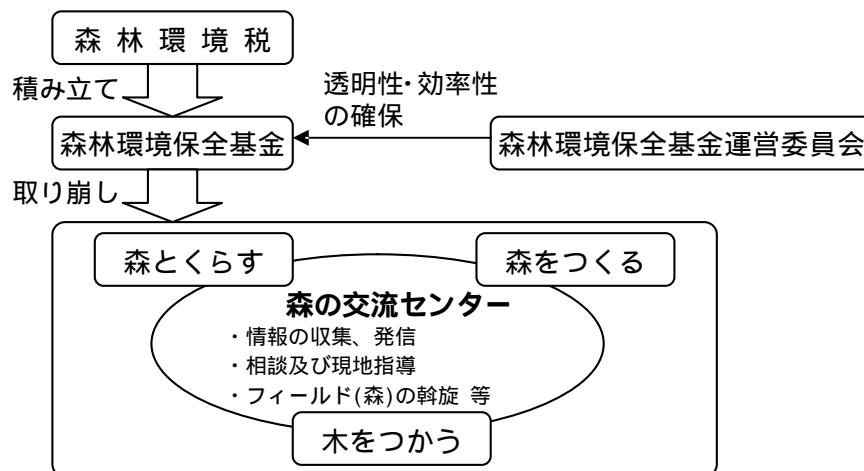 森 林 環 境 税
積み立て
透明性･効率性
の確保
森林環境保全基金
森林環境保全基金運営委員会
取り崩し
森とくらす
森をつくる
森の交流センター
・情報の収集、発信
・相談及び現地指導
・フィールド(森)の斡旋 等
木をつかう